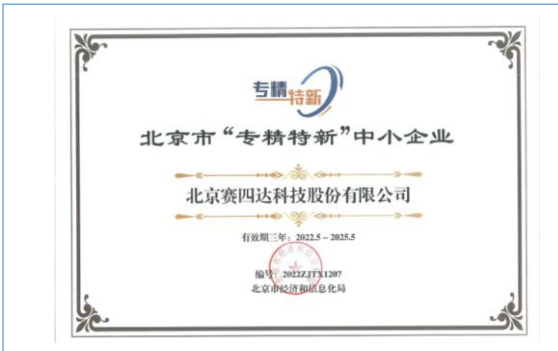 专精特新
北京市“专精特新”中小企业
北京赛四达科技股份有限公司
有效期三年：2022.5－2025.5
编号：2022ZJTX1207
北京市经济和信息化局